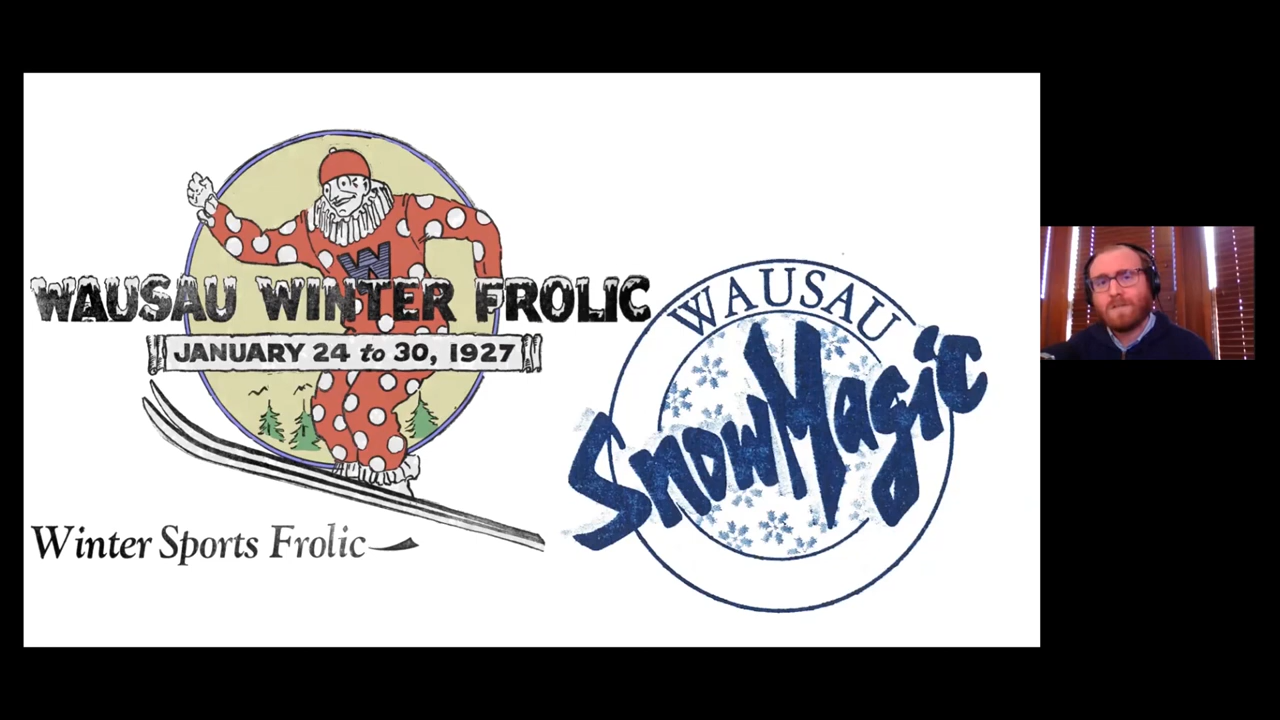 W
WAUSAU WINTER FROLIC
JANUARY 24 to 30, 1927
Winter Sports Frolic
WAUSAU
SnowMagic